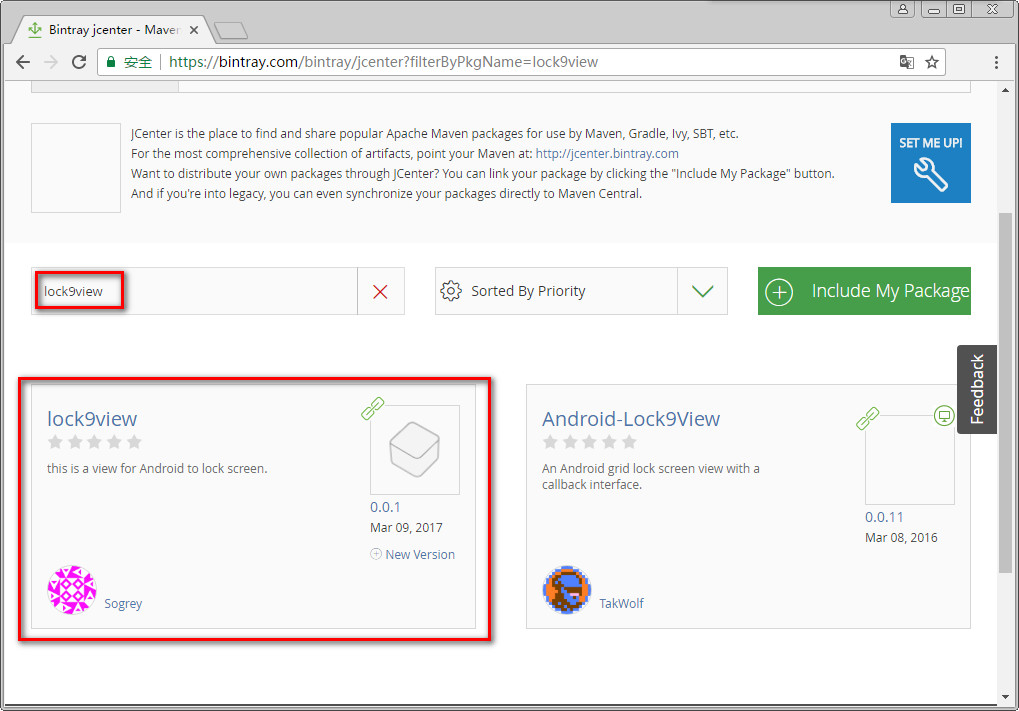 Bintray jcenter - Maven
安全
https://bintray.com/bintray/jcenter?filterByPkgName=lock9view
JCenter is the place to find and share popular Apache Maven packages for use by Maven, Gradle, Ivy, SBT, etc.
For the most comprehensive collection of artifacts, point your Maven at: http://jcenter.bintray.com
Want to distribute your own packages through JCenter? You can link your package by clicking the "Include My Package" button.
And if you're into legacy, you can even synchronize your packages directly to Maven Central.
SET ME UP!
lock9view
Sorted By Priority
Include My Package
Feedback
lock9view
this is a view for Android to lock screen.
0.0.1
Mar 09, 2017
New Version
Sogrey
Android-Lock9View
An Android grid lock screen view with a
callback interface.
0.0.11
Mar 08, 2016
TakWolf